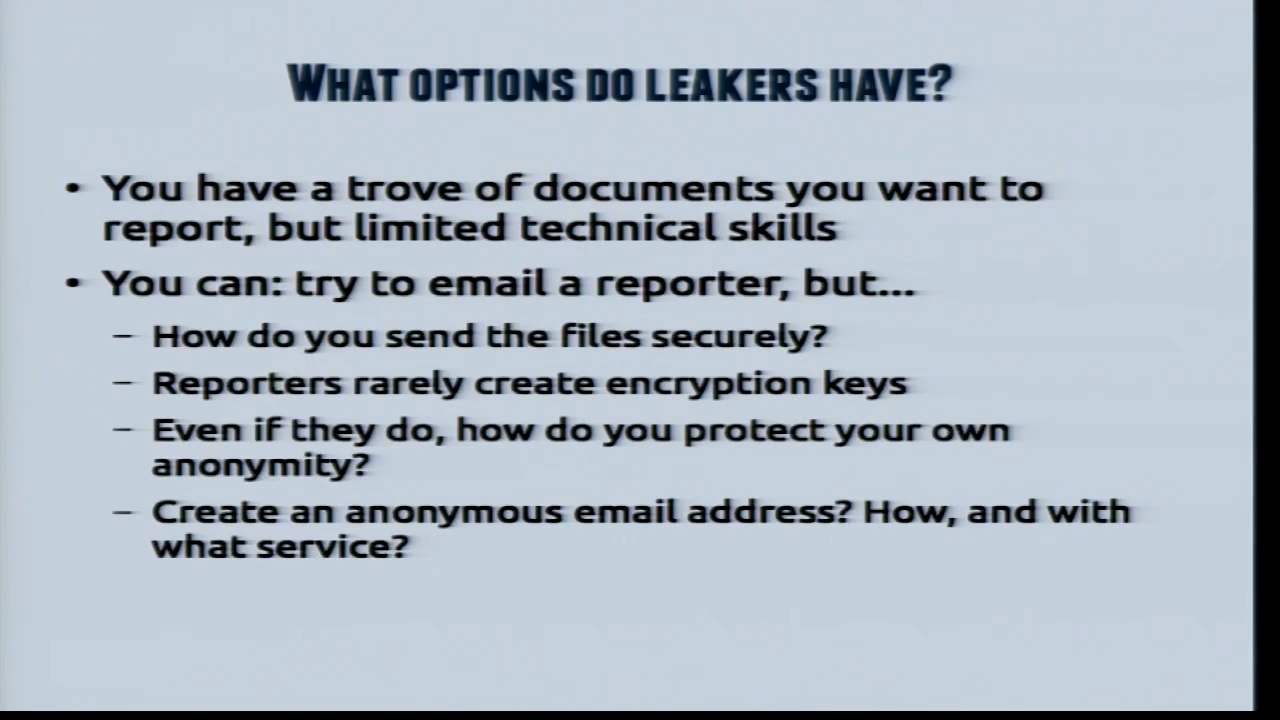 WHAT OPTIONS DO LEAKERS HAVE?
• You have a trove of documents you want to
report, but limited technical skills
• You can: try to email a reporter, but...
– How do you send the files securely?
– Reporters rarely create encryption keys
– Even if they do, how do you protect your own
anonymity?
– Create an anonymous email address? How, and with
what service?